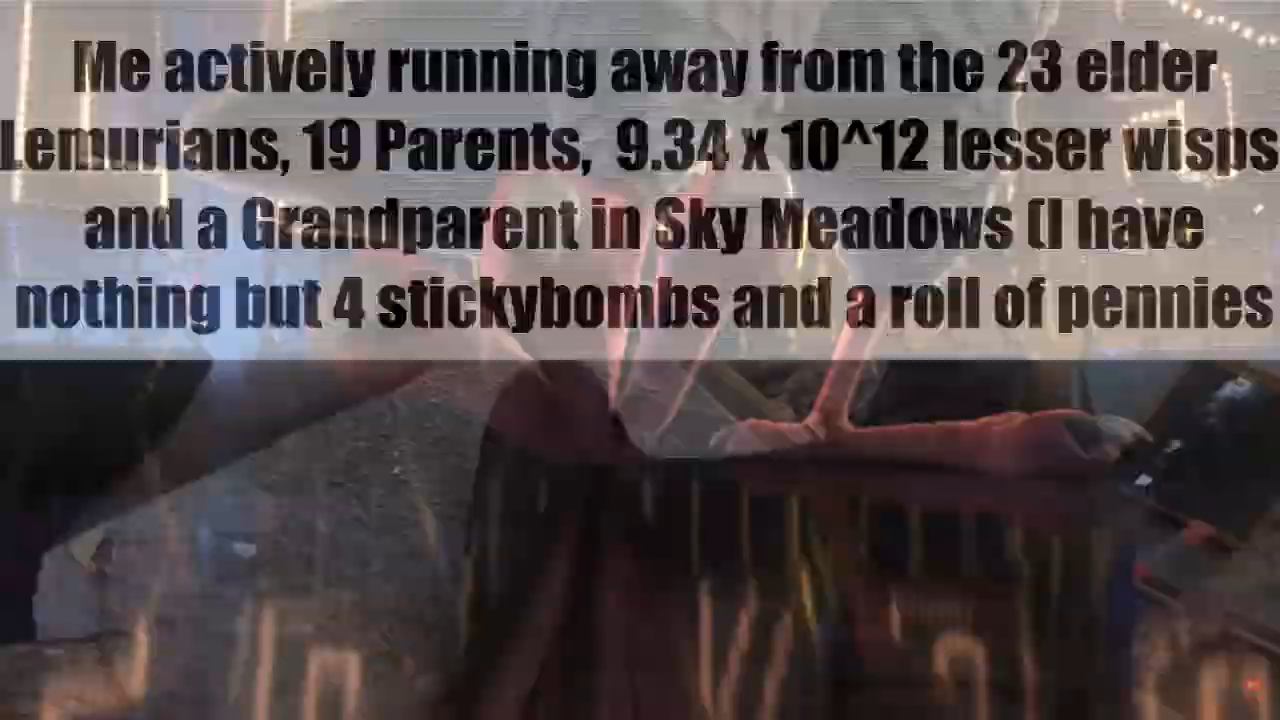 Me actively running away from the 23 elder
Lemurians, 19 Parents, 9.34 x 10^12 lesser wisps
and a Grandparent in Sky Meadows (I have
nothing but 4 stickybombs and a roll of pennies